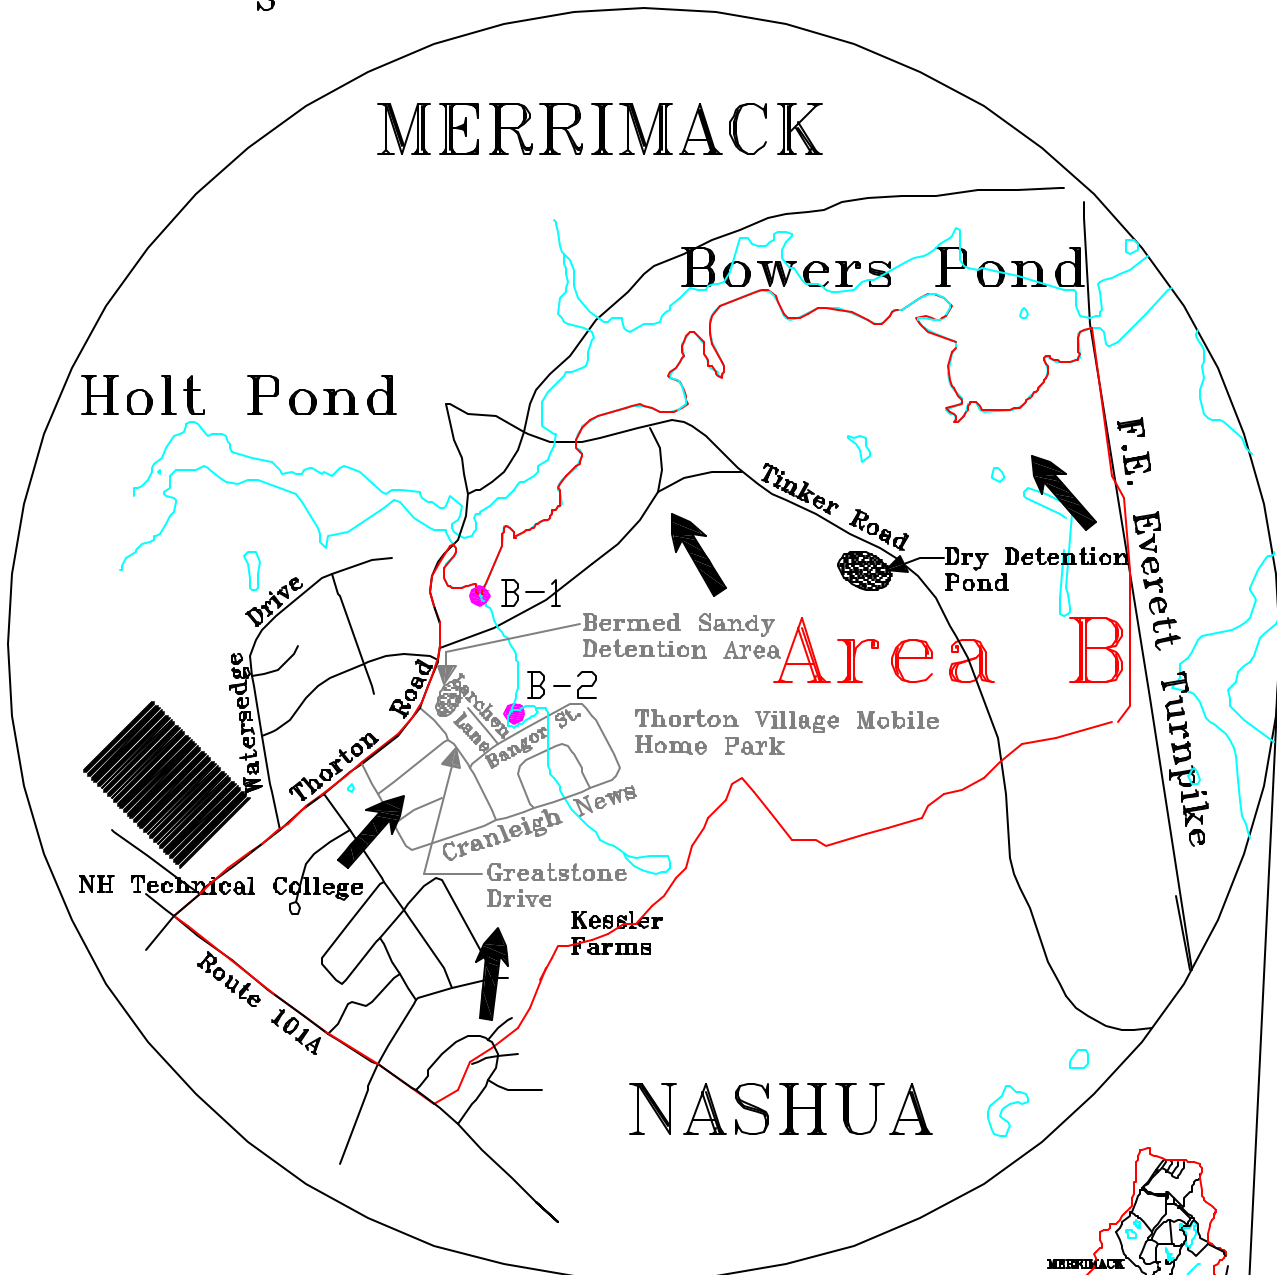 S
MERRIMACK
Bowers Pond
Holt Pond
F.E. Everett Turnpike
Tinker Road
Dry Detention
Pond
Drive
B-1
Bermed Sandy
Detention Area
Area B
Watersedge
Road
B-2
Larchen
Lane
Bangor St.
Thorton Village Mobile
Home Park
Thorton
Cranleigh News
NH Technical College
Greatstone
Drive
Kessler
Farms
Route 101A
NASHUA
MERRIMACK